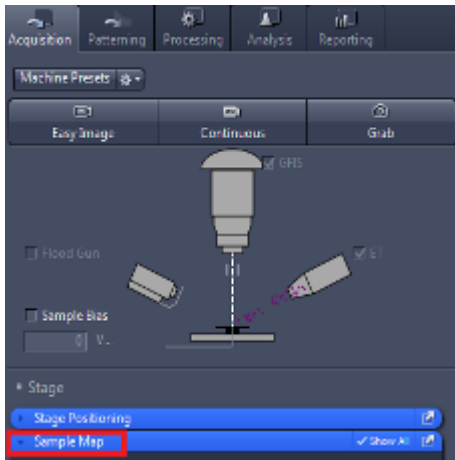 Acquisition Patterning Processing Analysis Reporting
Machine Presets
Easy Image Continuous Grab
GFIS
Flood Gun ET
Sample Bias
0 V...
Stage
Stage Positioning
Sample Map Show All